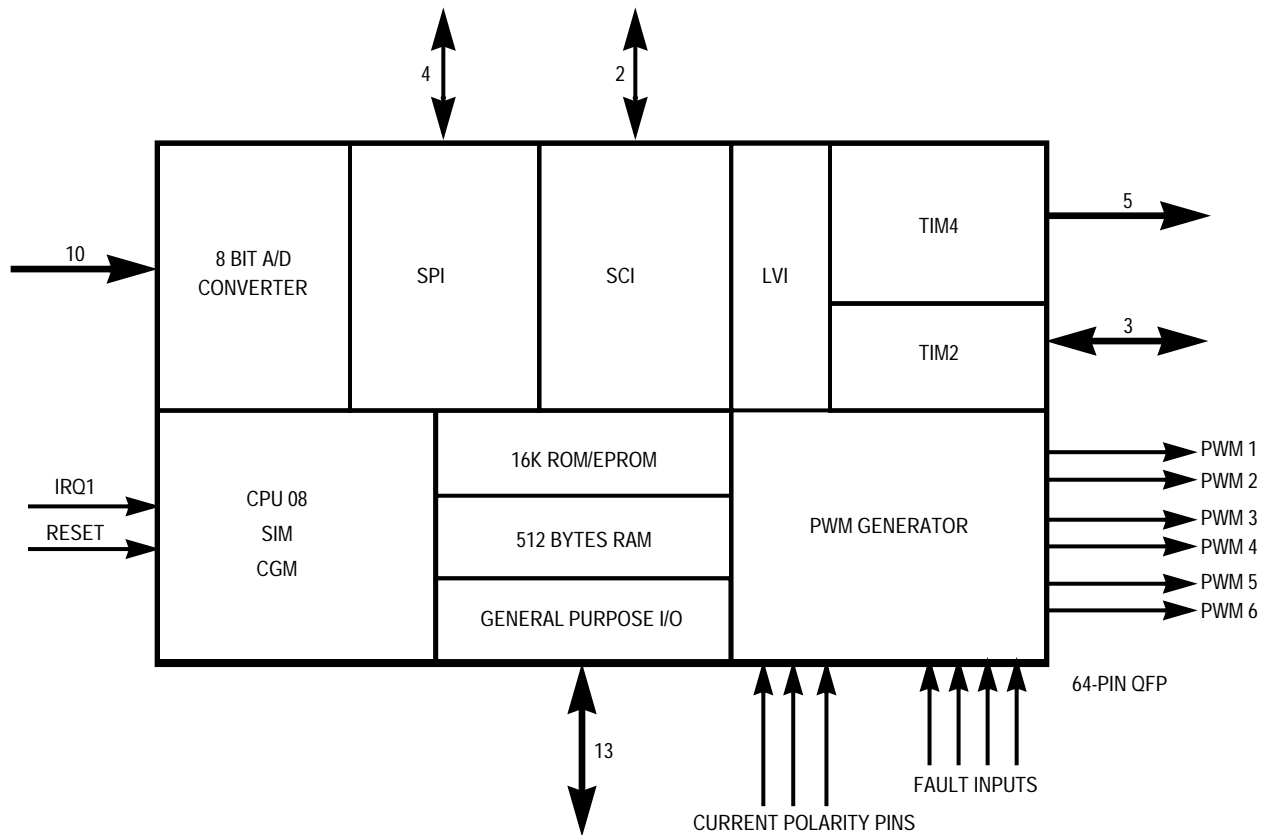 4
2
10
8 BIT A/D
CONVERTER
SPI
SCI
LVI
TIM4
5
TIM2
3
IRQ1
RESET
CPU 08
SIM
CGM
16K ROM/EPROM
512 BYTES RAM
GENERAL PURPOSE I/O
PWM GENERATOR
PWM 1
PWM 2
PWM 3
PWM 4
PWM 5
PWM 6
64-PIN QFP
13
FAULT INPUTS
CURRENT POLARITY PINS